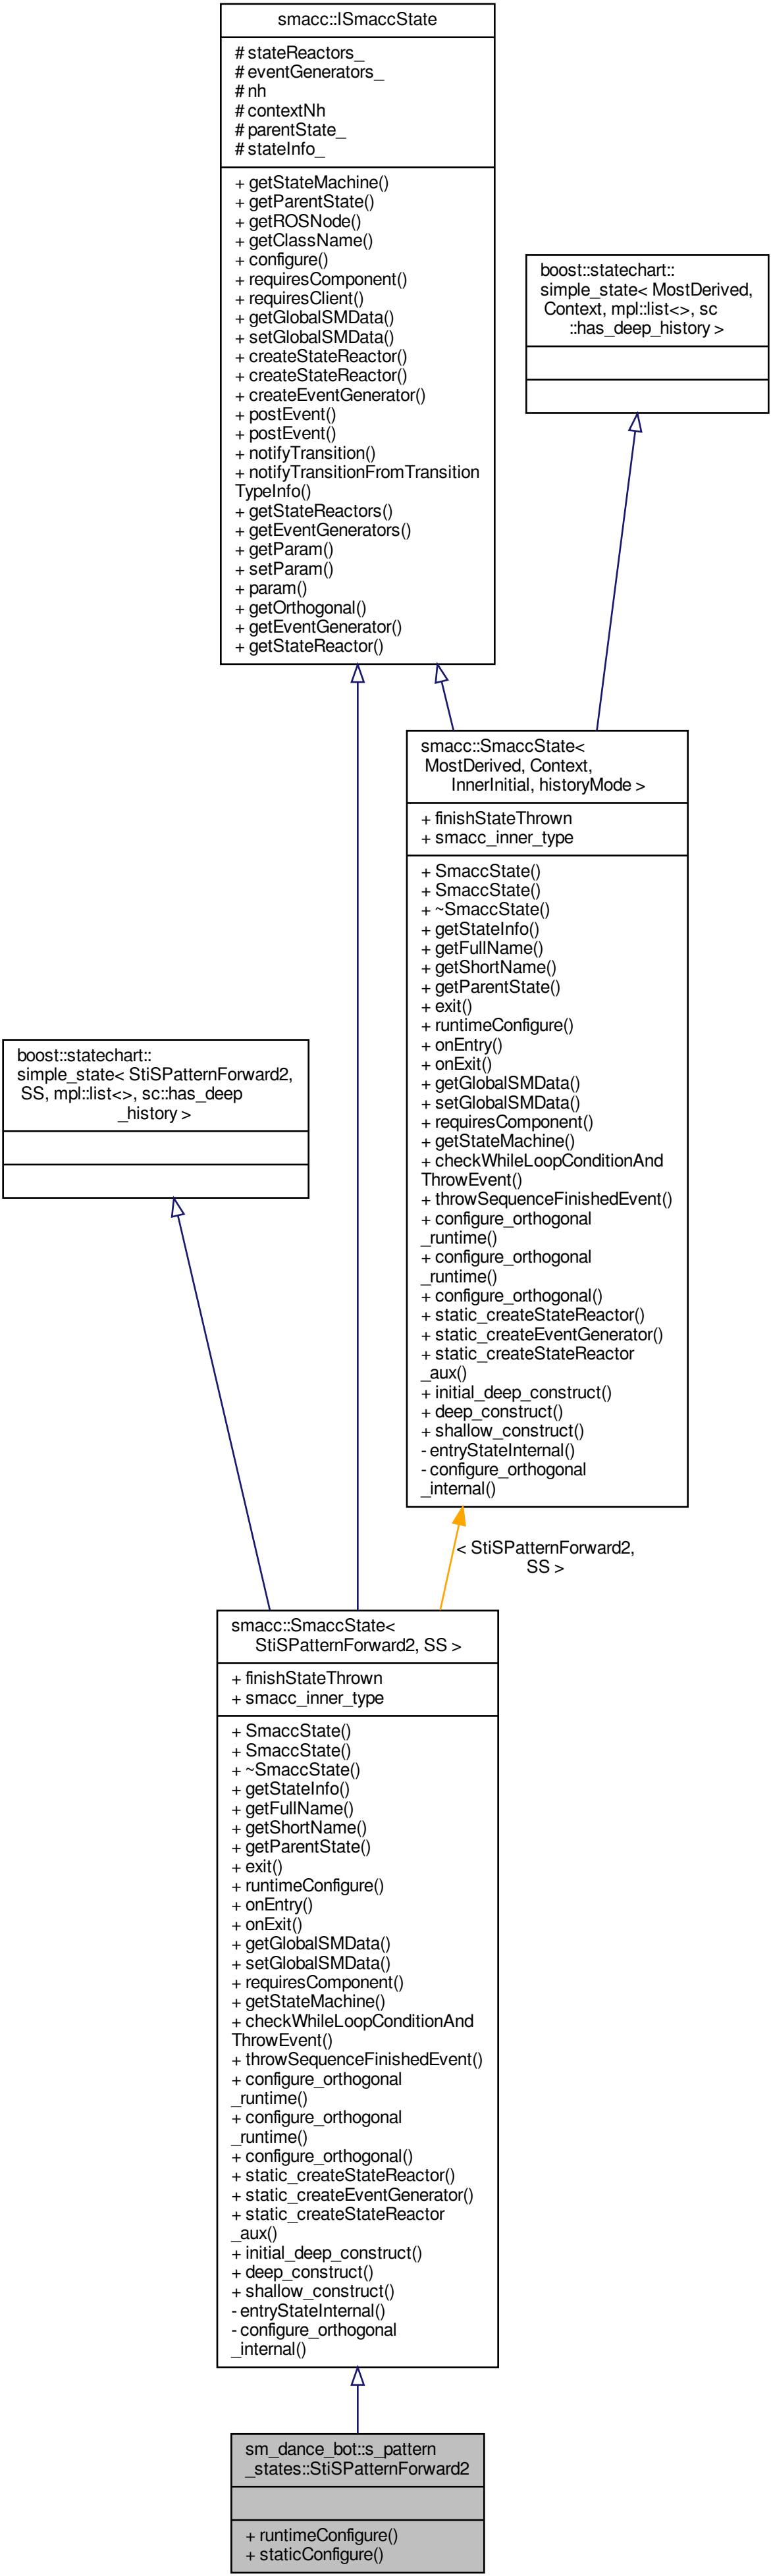 smacc::ISmaccState
# stateReactors_
# eventGenerators_
# nh
# contextNh
# parentState_
# stateInfo_
+ getStateMachine()
+ getParentState()
+ getROSNode()
+ getClassName()
+ configure()
+ requiresComponent()
+ requiresClient()
+ getGlobalSMData()
+ setGlobalSMData()
+ createStateReactor()
+ createStateReactor()
+ createEventGenerator()
+ postEvent()
+ postEvent()
+ notifyTransition()
+ notifyTransitionFromTransition
TypeInfo()
+ getStateReactors()
+ getEventGenerators()
+ getParam()
+ setParam()
+ param()
+ getOrthogonal()
+ getEventGenerator()
+ getStateReactor()
boost::statechart::
simple_state< MostDerived,
Context, mpl::list<>, sc
::has_deep_history >
smacc::SmaccState<
MostDerived, Context,
InnerInitial, historyMode >
+ finishStateThrown
+ smacc_inner_type
+ SmaccState()
+ SmaccState()
+ ~SmaccState()
+ getStateInfo()
+ getFullName()
+ getShortName()
+ getParentState()
+ exit()
+ runtimeConfigure()
+ onEntry()
+ onExit()
+ getGlobalSMData()
+ setGlobalSMData()
+ requiresComponent()
+ getStateMachine()
+ checkWhileLoopConditionAnd
ThrowEvent()
+ throwSequenceFinishedEvent()
+ configure_orthogonal
_runtime()
+ configure_orthogonal
_runtime()
+ configure_orthogonal()
+ static_createStateReactor()
+ static_createEventGenerator()
+ static_createStateReactor
_aux()
+ initial_deep_construct()
+ deep_construct()
+ shallow_construct()
- entryStateInternal()
- configure_orthogonal
_internal()
boost::statechart::
simple_state< StiSPatternForward2,
SS, mpl::list<>, sc::has_deep
_history >
< StiSPatternForward2,
SS >
smacc::SmaccState<
StiSPatternForward2, SS >
+ finishStateThrown
+ smacc_inner_type
+ SmaccState()
+ SmaccState()
+ ~SmaccState()
+ getStateInfo()
+ getFullName()
+ getShortName()
+ getParentState()
+ exit()
+ runtimeConfigure()
+ onEntry()
+ onExit()
+ getGlobalSMData()
+ setGlobalSMData()
+ requiresComponent()
+ getStateMachine()
+ checkWhileLoopConditionAnd
ThrowEvent()
+ throwSequenceFinishedEvent()
+ configure_orthogonal
_runtime()
+ configure_orthogonal
_runtime()
+ configure_orthogonal()
+ static_createStateReactor()
+ static_createEventGenerator()
+ static_createStateReactor
_aux()
+ initial_deep_construct()
+ deep_construct()
+ shallow_construct()
- entryStateInternal()
- configure_orthogonal
_internal()
sm_dance_bot::s_pattern
_states::StiSPatternForward2
+ runtimeConfigure()
+ staticConfigure()